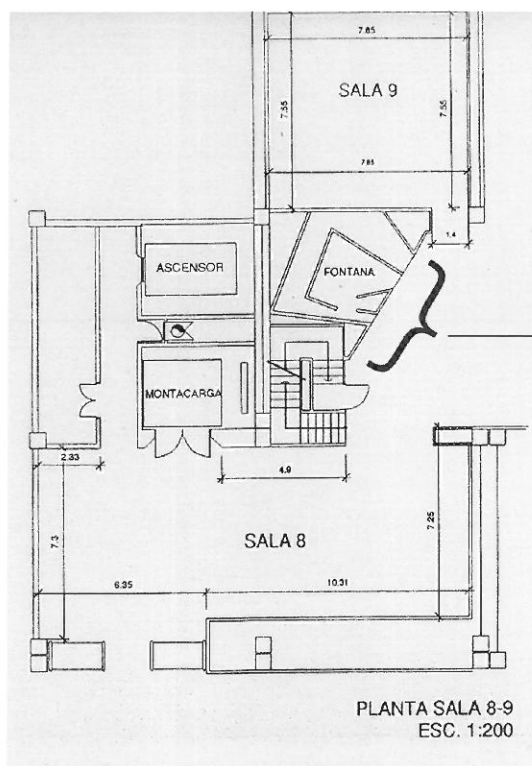 7.85
SALA 9
7.55
7.55
7.85
1.4
ASCENSOR
FONTANA
MONTACARGA
2.33
4.9
7.3
SALA 8
7.25
6.35
10.31
PLANTA SALA 8-9
ESC. 1:200